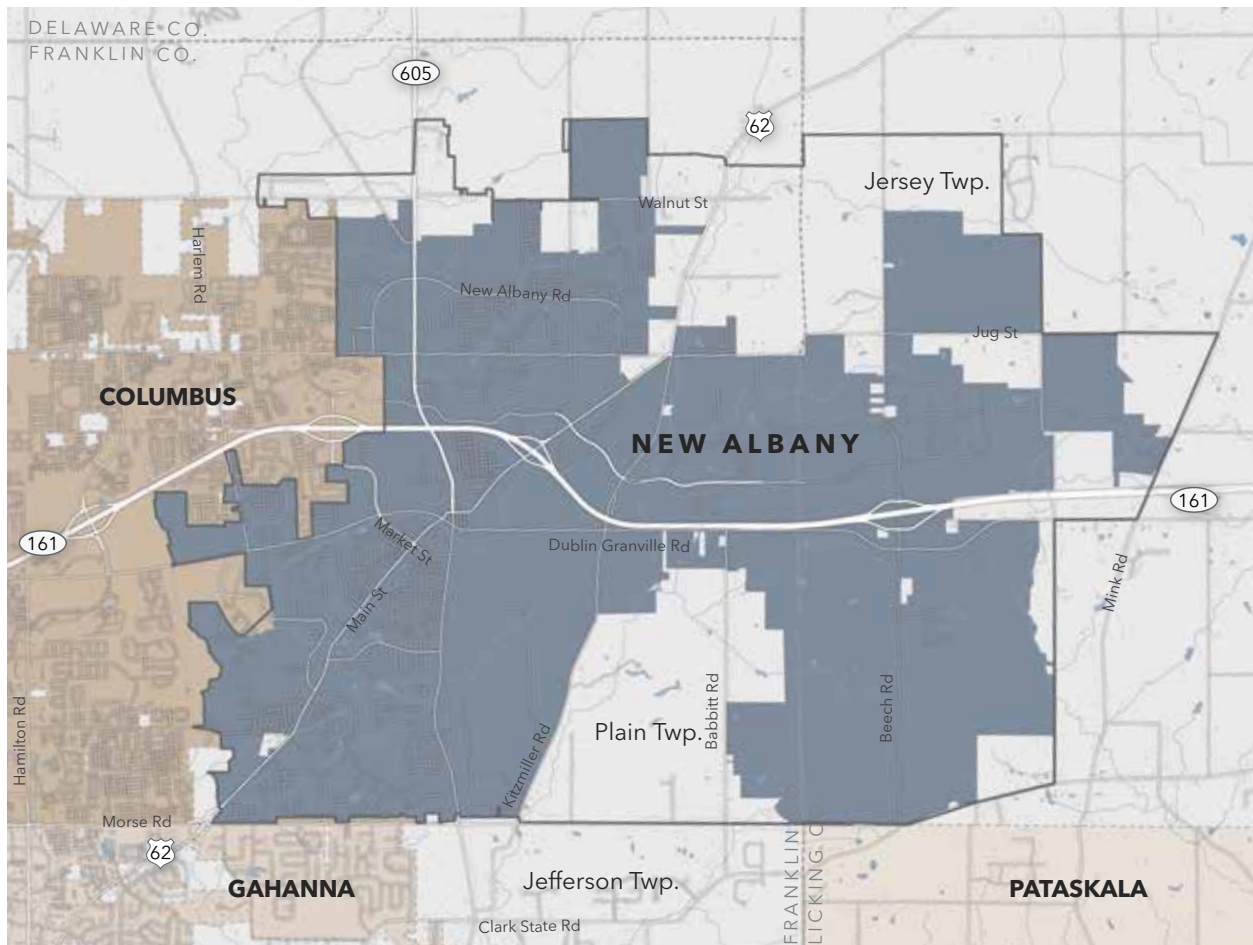 DELAWARE CO.
FRANKLIN CO.
605
62
Jersey Twp.
Walnut St
Harlem Rd
New Albany Rd
Jug St
COLUMBUS
NEW ALBANY
161
161
Market St
Dublin Granville Rd
Main St
Mink Rd
Hamilton Rd
Plain Twp.
Babbitt Rd
Beech Rd
Kitzmiller Rd
Morse Rd
62
GAHANNA
Jefferson Twp.
FRANKLIN
LICKING C
PATASKALA
Clark State Rd